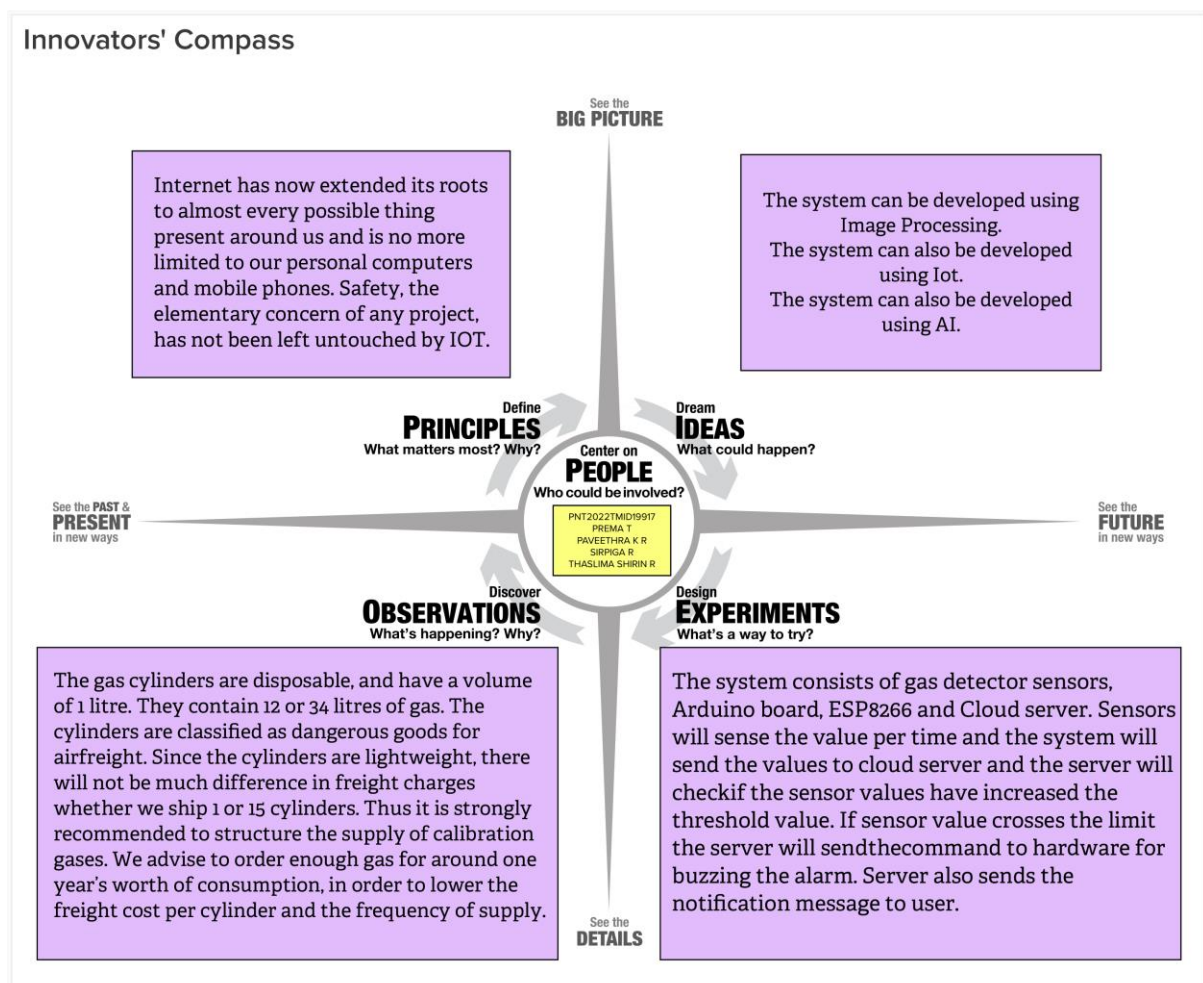 Innovators' Compass
See the
BIG PICTURE
Internet has now extended its roots
to almost every possible thing
present around us and is no more
limited to our personal computers
and mobile phones. Safety, the
elementary concern of any project,
has not been left untouched by IOT.
The system can be developed using
Image Processing.
The system can also be developed
using Iot.
The system can also be developed
using AI.
Define
PRINCIPLES
What matters most? Why?
Dream
IDEAS
What could happen?
Center on
PEOPLE
Who could be involved?
PNT2022TMID19917
PREMA T
PAVEETHRA K R
SIRPIGA R
THASLIMA SHIRIN R
See the PAST &
PRESENT
in new ways
See the
FUTURE
in new ways
Discover
OBSERVATIONS
What's happening? Why?
Design
EXPERIMENTS
What's a way to try?
The gas cylinders are disposable, and have a volume
of 1 litre. They contain 12 or 34 litres of gas. The
cylinders are classified as dangerous goods for
airfreight. Since the cylinders are lightweight, there
will not be much difference in freight charges
whether we ship 1 or 15 cylinders. Thus it is strongly
recommended to structure the supply of calibration
gases. We advise to order enough gas for around one
year's worth of consumption, in order to lower the
freight cost per cylinder and the frequency of supply.
The system consists of gas detector sensors,
Arduino board, ESP8266 and Cloud server. Sensors
will sense the value per time and the system will
send the values to cloud server and the server will
checkif the sensor values have increased the
threshold value. If sensor value crosses the limit
the server will sendthecommand to hardware for
buzzing the alarm. Server also sends the
notification message to user.
See the
DETAILS